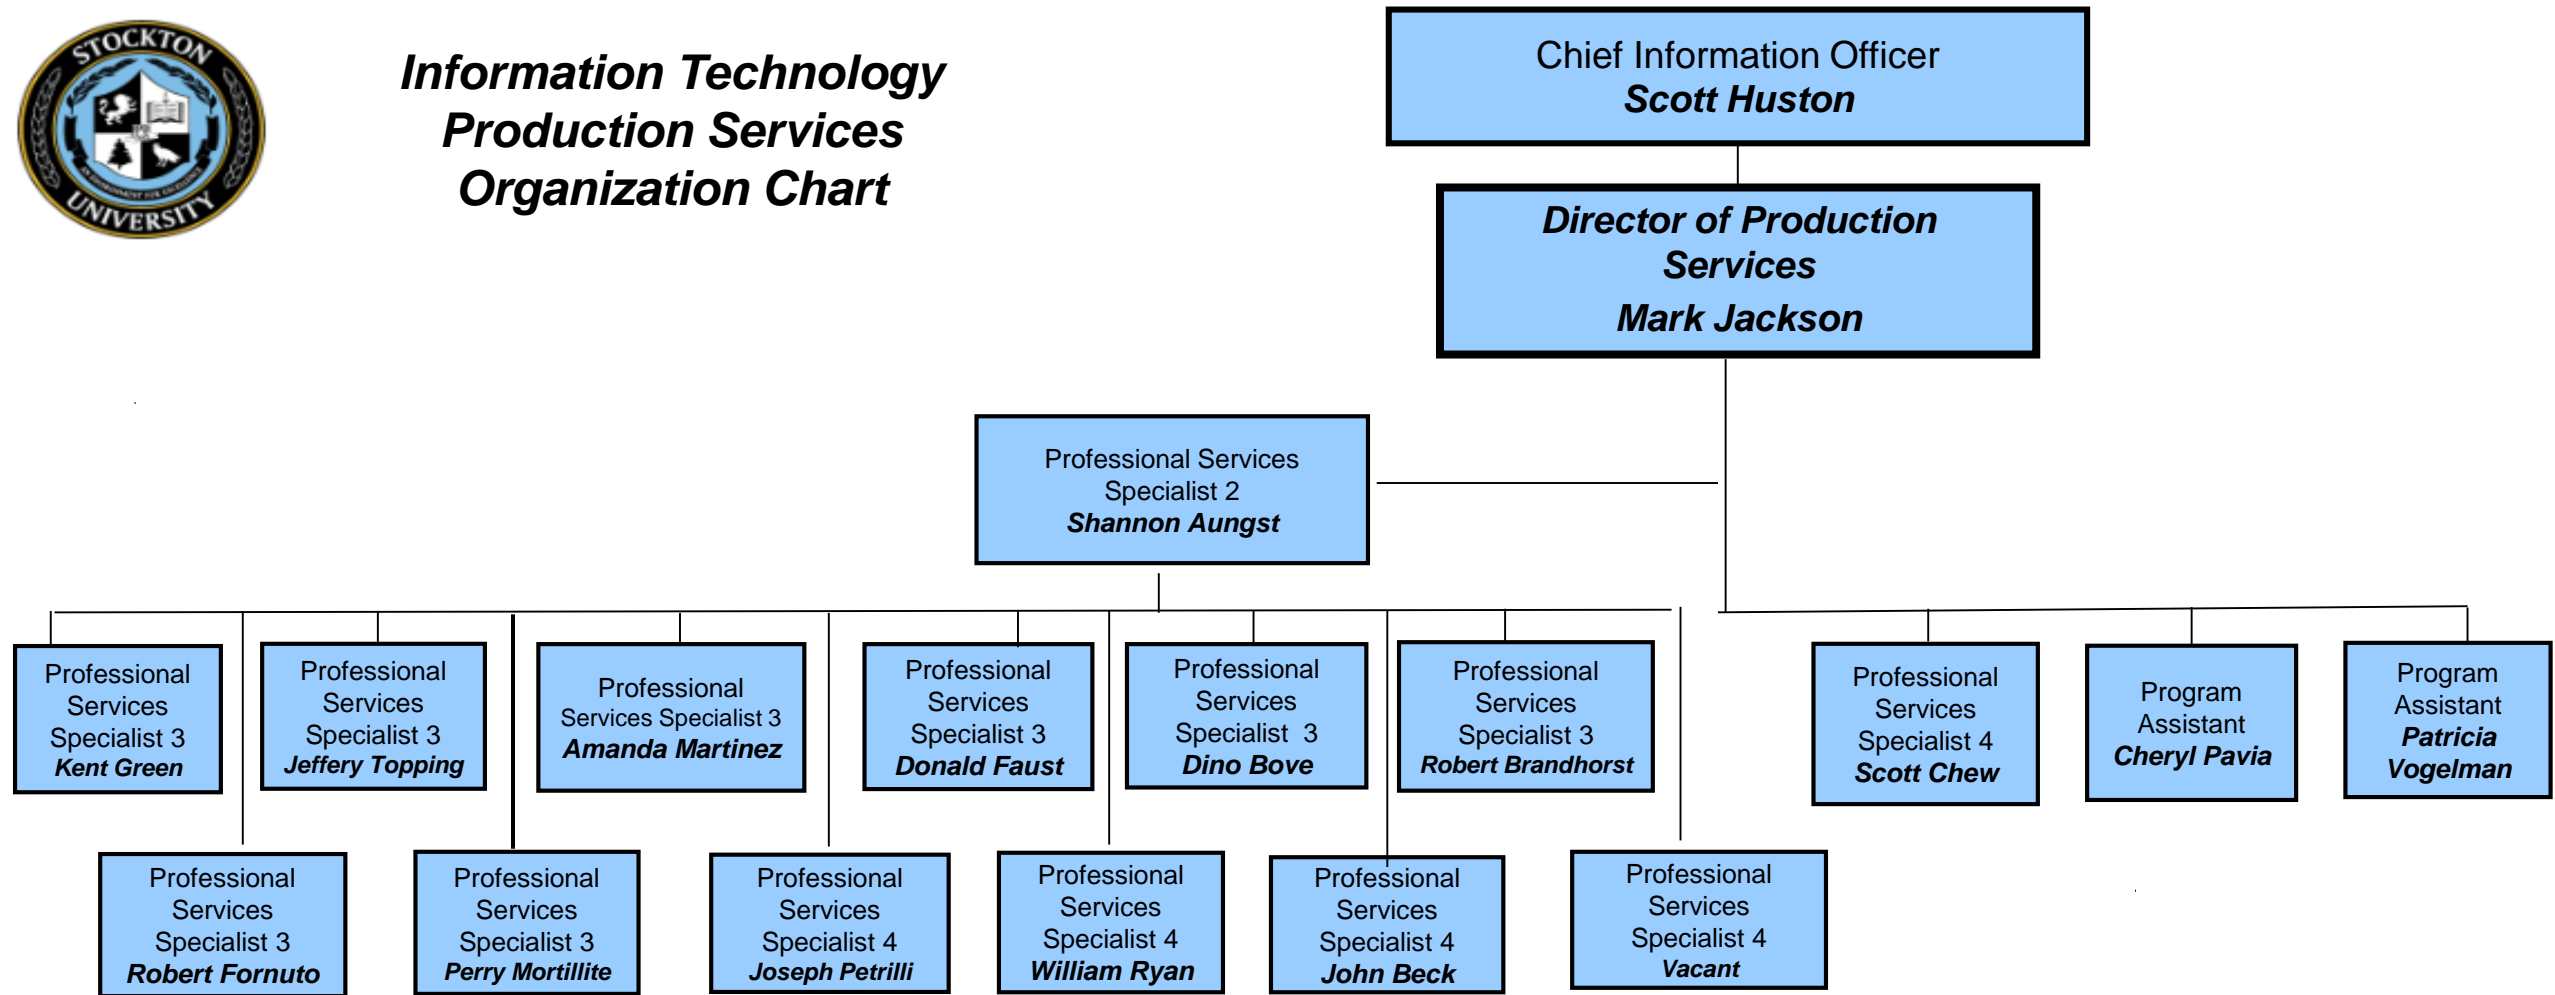 STOCKTON
UNIVERSITY
AN ENVIRONMENT FOR EXCELLENCE
Information Technology
Production Services
Organization Chart
Chief Information Officer
Scott Huston
Director of Production
Services
Mark Jackson
Professional Services
Specialist 2
Shannon Aungst
Professional
Services
Specialist 3
Kent Green
Professional
Services
Specialist 3
Jeffery Topping
Professional
Services Specialist 3
Amanda Martinez
Professional
Services
Specialist 3
Donald Faust
Professional
Services
Specialist  3
Dino Bove
Professional
Services
Specialist 3
Robert Brandhorst
Professional
Services
Specialist 4
Scott Chew
Program
Assistant
Cheryl Pavia
Program
Assistant
Patricia
Vogelman
Professional
Services
Specialist 3
Robert Fornuto
Professional
Services
Specialist 3
Perry Mortillite
Professional
Services
Specialist 4
Joseph Petrilli
Professional
Services
Specialist 4
William Ryan
Professional
Services
Specialist 4
John Beck
Professional
Services
Specialist 4
Vacant